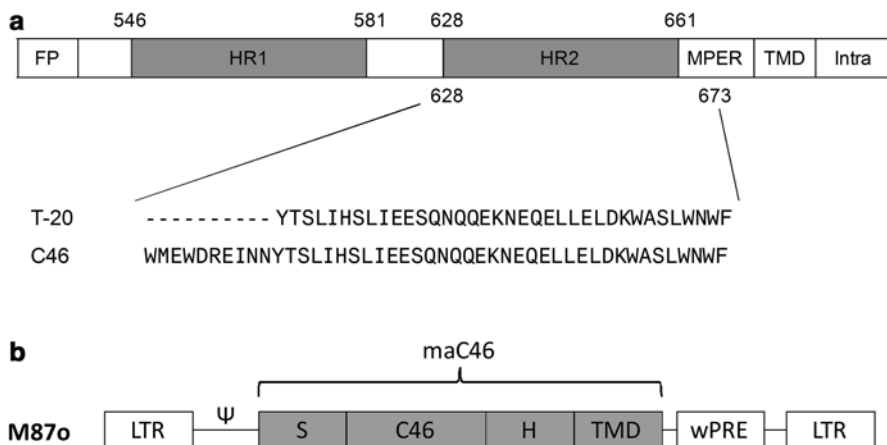 a
546 581 628 661
FP HR1 HR2 MPER TMD Intra
628 673
T-20 ----------YTSLIHSLIEESQNQQEKNEQELLELDKWASLWNWF
C46 WMEWDREINNYTSLIHSLIEESQNQQEKNEQELLELDKWASLWNWF
b
maC46
M87o LTR Ψ S C46 H TMD wPRE LTR